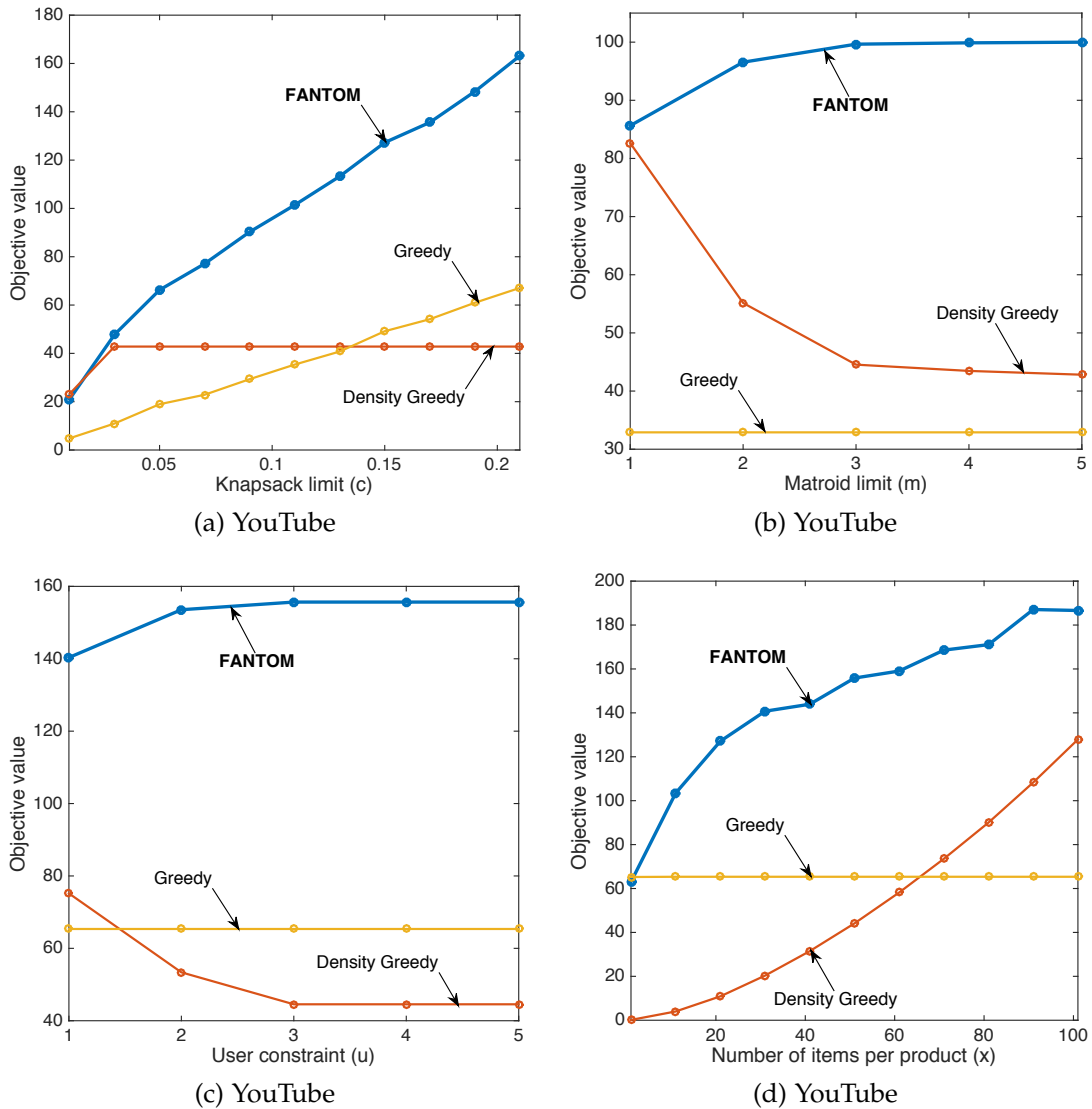 180
160
140
120
100
80
60
40
20
0
Objective value
FANTOM
Greedy
Density Greedy
0.05 0.1 0.15 0.2
Knapsack limit (c)
(a) YouTube
100
90
80
70
60
50
40
30
Objective value
FANTOM
Density Greedy
Greedy
1 2 3 4 5
Matroid limit (m)
(b) YouTube
160
140
120
100
80
60
40
Objective value
FANTOM
Greedy
Density Greedy
1 2 3 4 5
User constraint (u)
(c) YouTube
200
180
160
140
120
100
80
60
40
20
0
Objective value
FANTOM
Greedy
Density Greedy
20 40 60 80 100
Number of items per product (x)
(d) YouTube